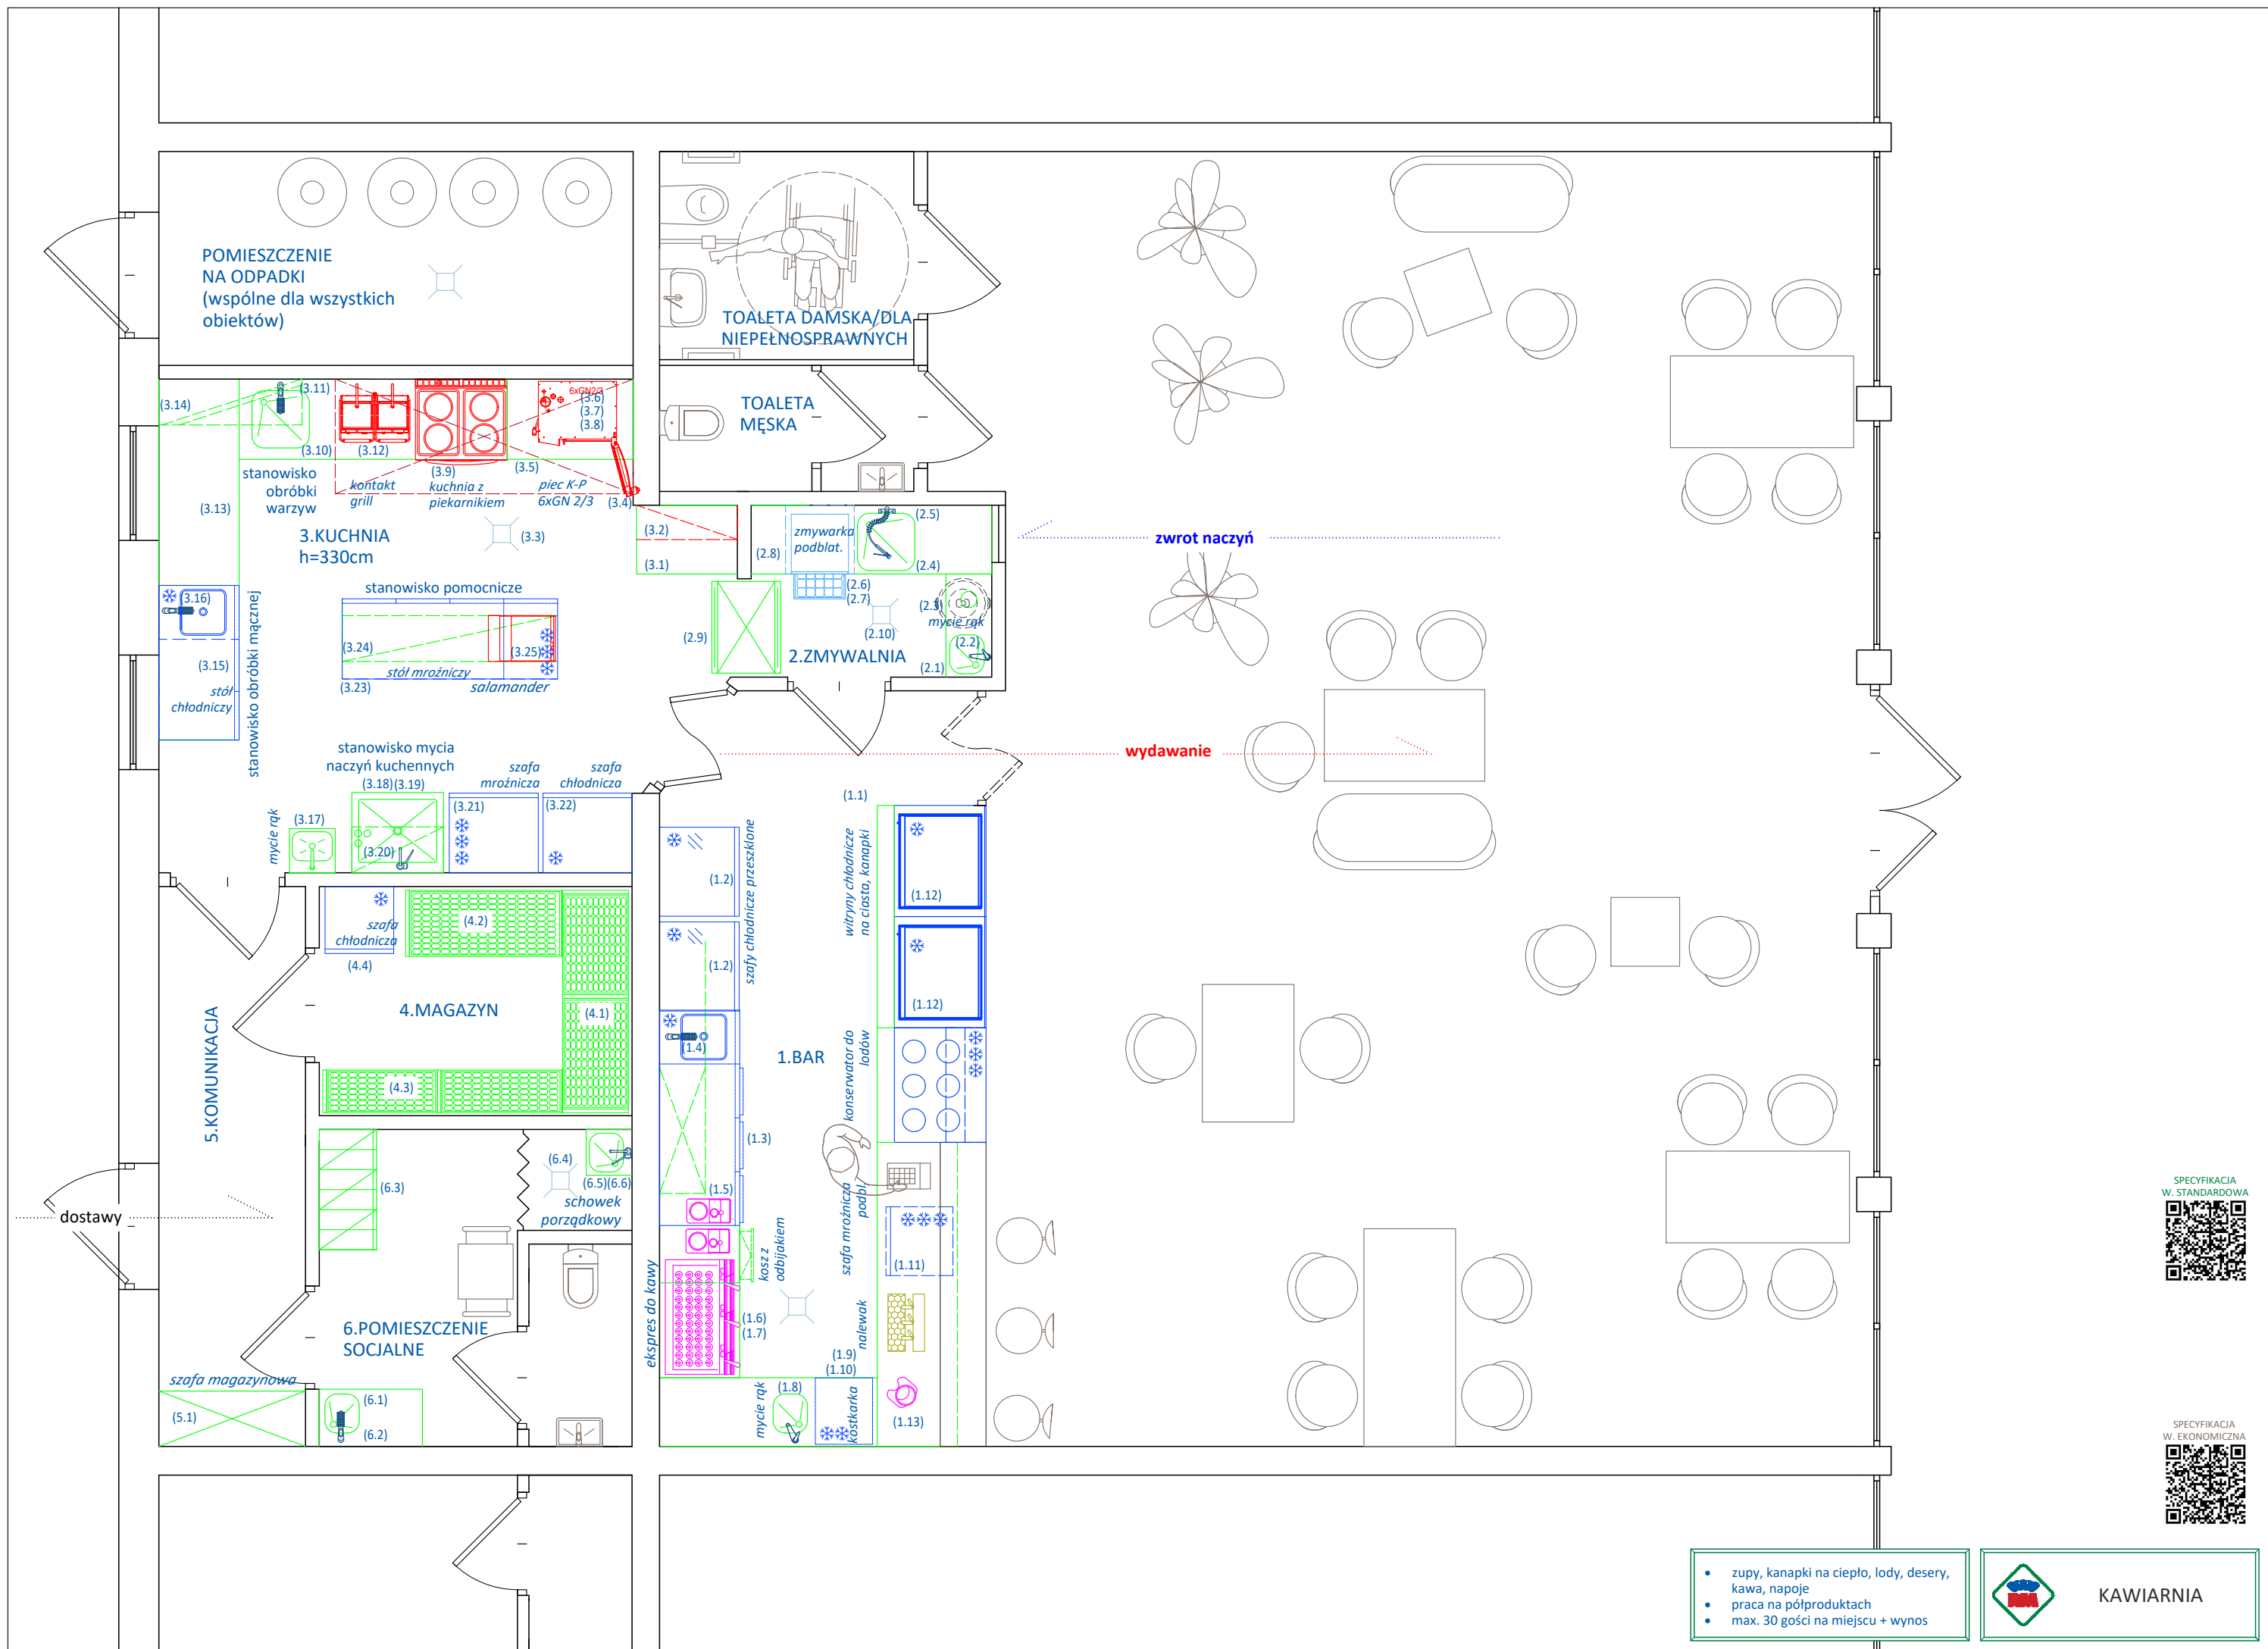 POMIESZCZENIE
NA ODPADKI
(wspólne dla wszystkich
obiektów)
TOALETA DAMSKA/DLA
NIEPEŁNOSPRAWNYCH
TOALETA
MĘSKA
(3.14)
(3.11)
(3.10)
(3.12)
6xGN2/3
(3.6)
(3.7)
(3.8)
(3.9)
(3.5)
(3.4)
stanowisko
obróbki
warzyw
kontakt
grill
kuchnia z
piekarnikiem
piec K-P
6xGN 2/3
(3.13)
3.KUCHNIA
h=330cm
(3.3)
(3.2)
(3.1)
zmywarka
podblat.
(2.8)
(2.5)
(2.4)
(2.6)
(2.7)
(2.3)
mycie rąk
(2.2)
(2.1)
(2.10)
(2.9)
2.ZMYWALNIA
zwrot naczyń
stanowisko pomocnicze
(3.16)
(3.15)
stół
chłodniczy
stanowisko obróbki mącznej
(3.24)
(3.25)
(3.23)
stół mroźniczy
salamander
wydawanie
stanowisko mycia
naczyń kuchennych
(3.18)(3.19)
szafa
mroźnicza
szafa
chłodnicza
(3.17)
mycie rąk
(3.20)
(3.21)
(3.22)
(1.1)
(1.2)
(1.2)
szafy chłodnicze przeszklone
witryny chłodnicze
na ciasta, kanapki
(1.12)
(1.12)
szafa
chłodnicza
(4.4)
(4.2)
(4.1)
4.MAGAZYN
(4.3)
5.KOMUNIKACJA
(1.4)
1.BAR
konserwator do
lodów
(1.3)
(1.5)
(6.3)
(6.4)
(6.5)(6.6)
schowek
porządkowy
dostawy
szafa mroźnicza
podbl.
(1.11)
kosz z
odbijakiem
ekspres do kawy
(1.6)
(1.7)
nalewak
(1.9)
(1.10)
6.POMIESZCZENIE
SOCJALNE
szafa magazynowa
(5.1)
(6.1)
(6.2)
mycie rąk
(1.8)
kostkarka
(1.13)
SPECYFIKACJA
W. STANDARDOWA
SPECYFIKACJA
W. EKONOMICZNA
• zupy, kanapki na ciepło, lody, desery,
kawa, napoje
• praca na półproduktach
• max. 30 gości na miejscu + wynos
KAWIARNIA